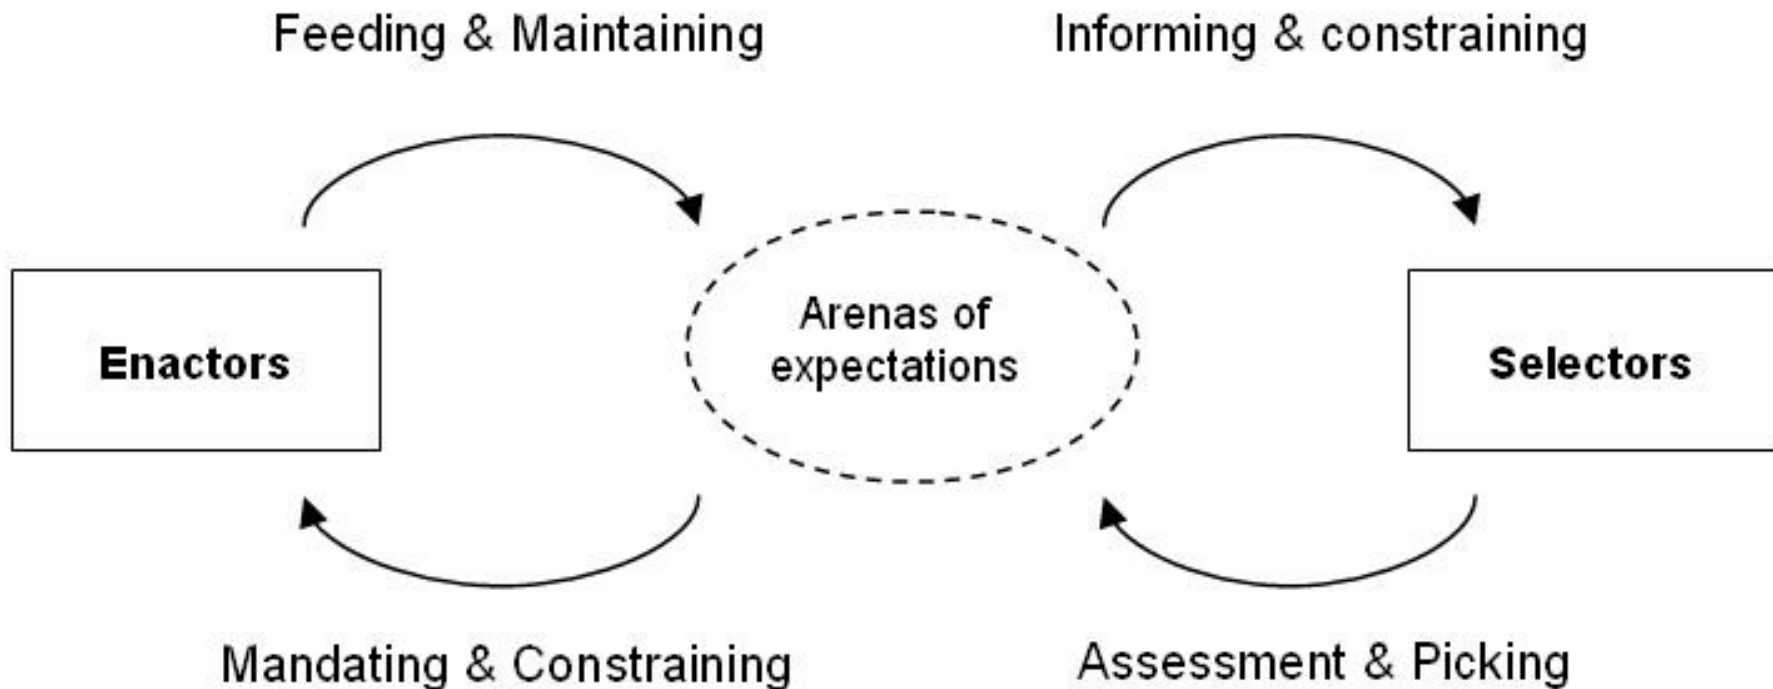 Feeding & Maintaining
Informing & constraining
Enactors
Arenas of
expectations
Selectors
Mandating & Constraining
Assessment & Picking